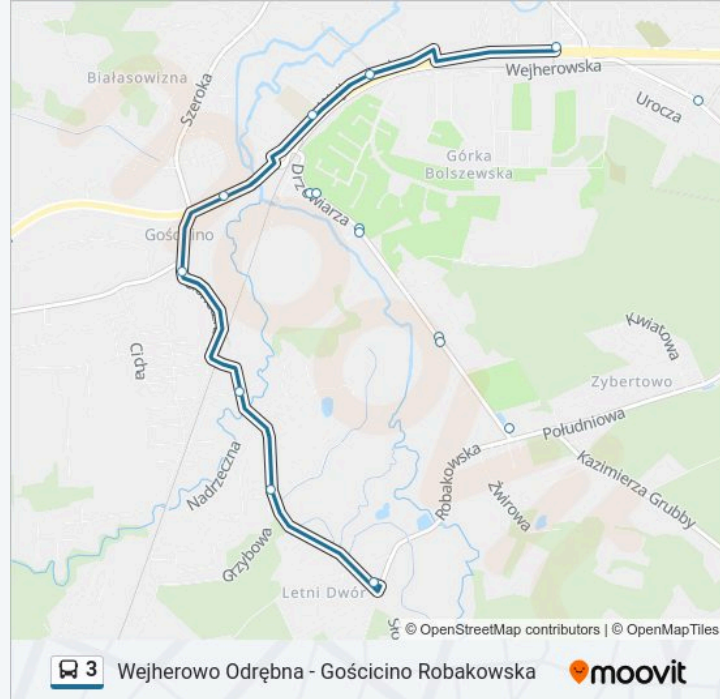 Białasowizna
Szeroka
Wejherowska
Urocza
Górka
Bolszewska
Drzewiarza
Gościcino
Kwiatowa
Cicha
Zybertowo
Południowa
Robakowska
Kazimierza Grubby
Nadrzeczna
Żwirowa
Grzybowa
Letni Dwór
© OpenStreetMap contributors | © OpenMapTiles
3 Wejherowo Odrębna - Gościcino Robakowska
moovit